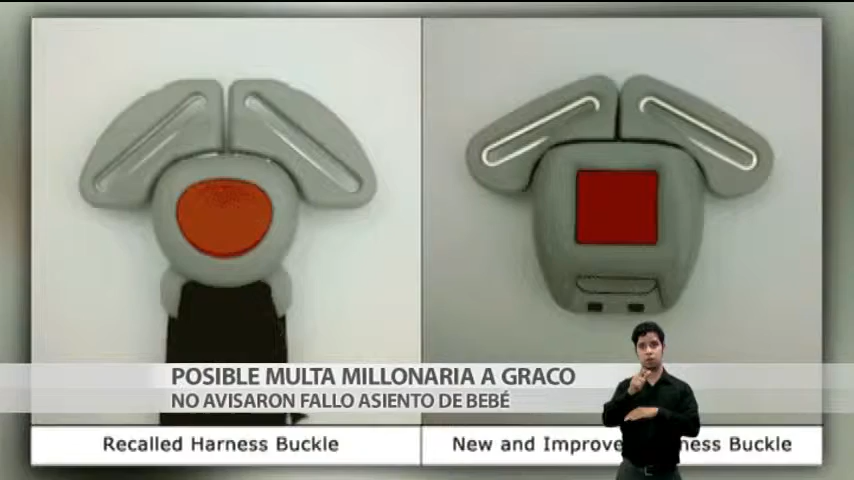 POSIBLE MULTA MILLONARIA A GRACO
NO AVISARON FALLO ASIENTO DE BEBÉ
Recalled Harness Buckle
New and Improve ness Buckle